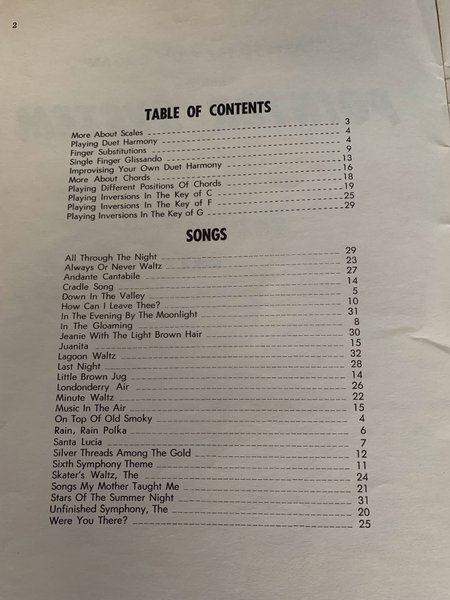 2
TABLE OF CONTENTS
More About Scales 3
Playing Duet Harmony 4
Finger Substitutions 4
Single Finger Glissando 9
Improvising Your Own Duet Harmony 13
More About Chords 16
Playing Different Positions Of Chords 18
Playing Inversions In The Key of C 19
Playing Inversions In The Key of F 25
Playing Inversions In The Key of G 29
SONGS
All Through The Night 29
Always Or Never Waltz 23
Andante Cantabile 27
Cradle Song 14
Down In The Valley 5
How Can I Leave Thee? 10
In The Evening By The Moonlight 31
In The Gloaming 8
Jeanie With The Light Brown Hair 30
Juanita 15
Lagoon Waltz 32
Last Night 28
Little Brown Jug 14
Londonderry Air 26
Minute Waltz 22
Music In The Air 15
On Top Of Old Smoky 4
Rain, Rain Polka 6
Santa Lucia 7
Silver Threads Among The Gold 12
Sixth Symphony Theme 11
Skater's Waltz, The 24
Songs My Mother Taught Me 21
Stars Of The Summer Night 31
Unfinished Symphony, The 20
Were You There? 25